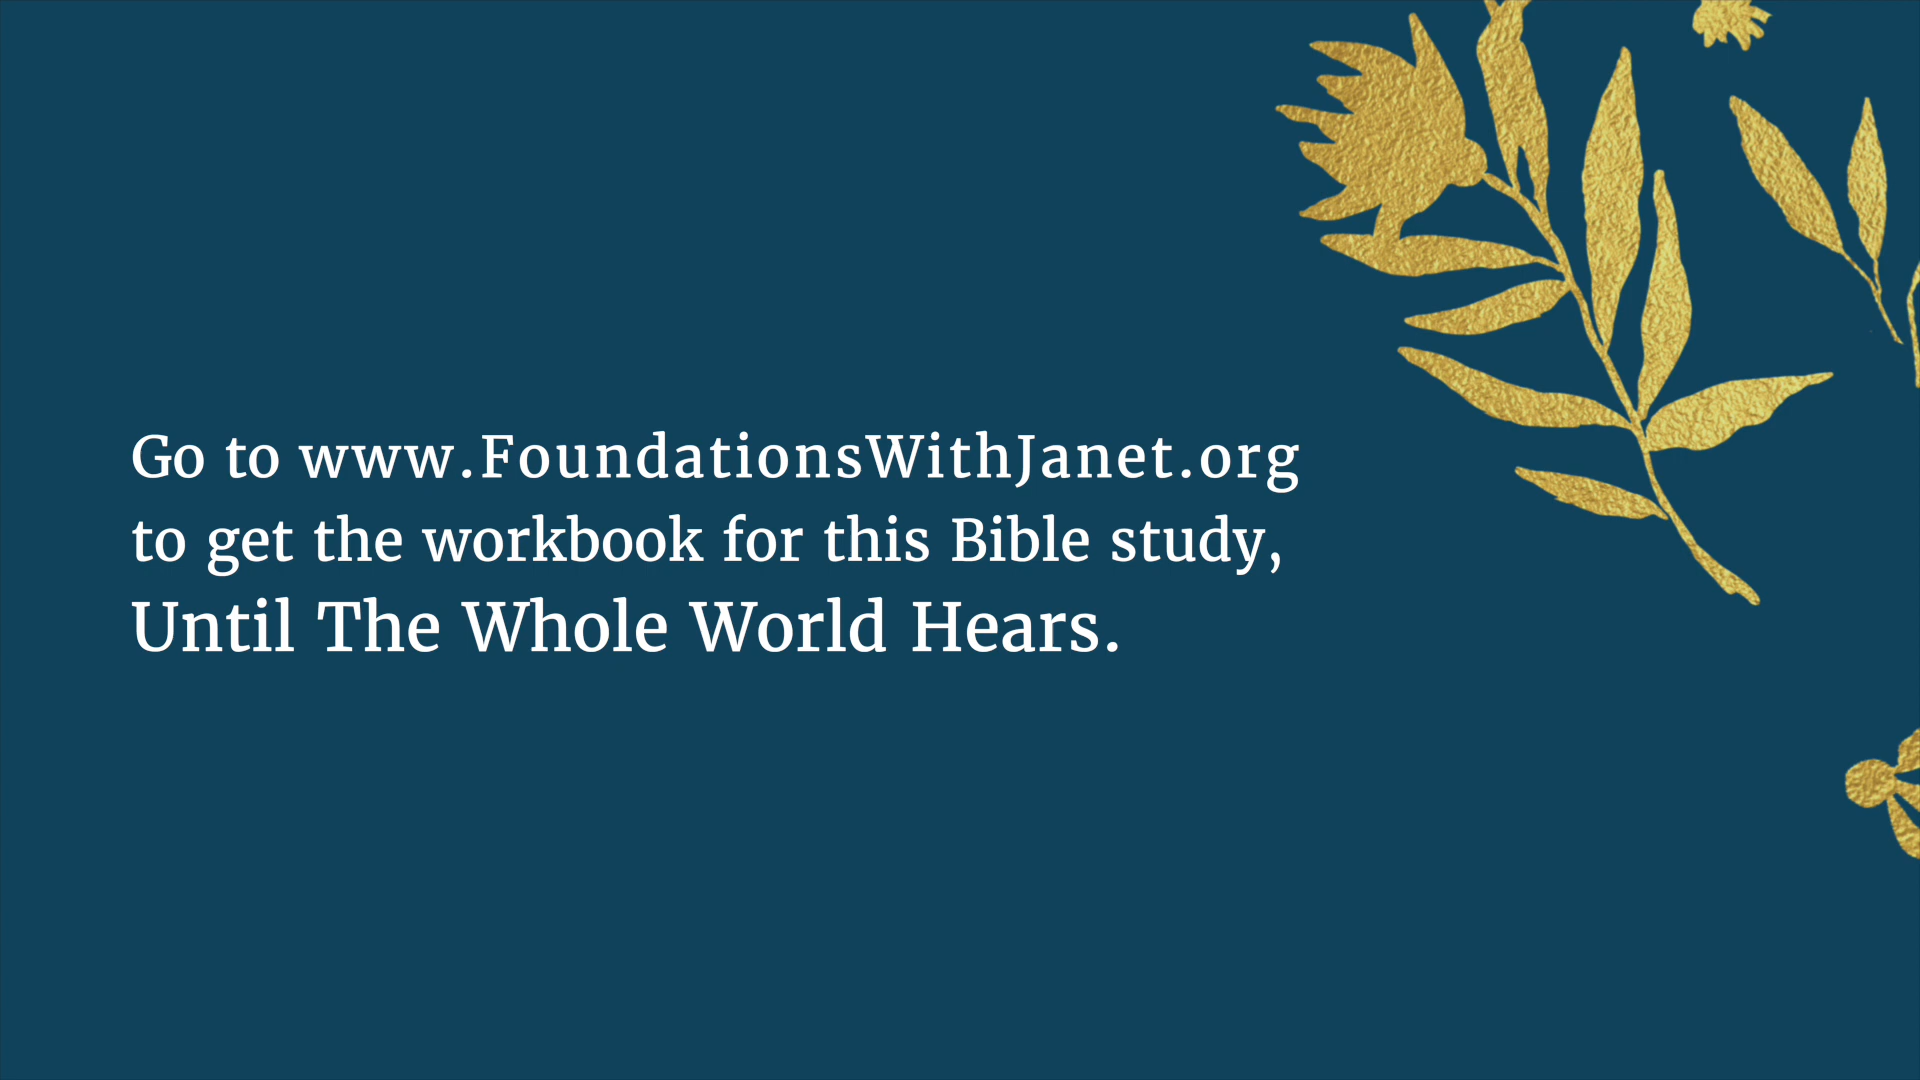 Go to www.FoundationsWithJanet.org
to get the workbook for this Bible study,
Until The Whole World Hears.